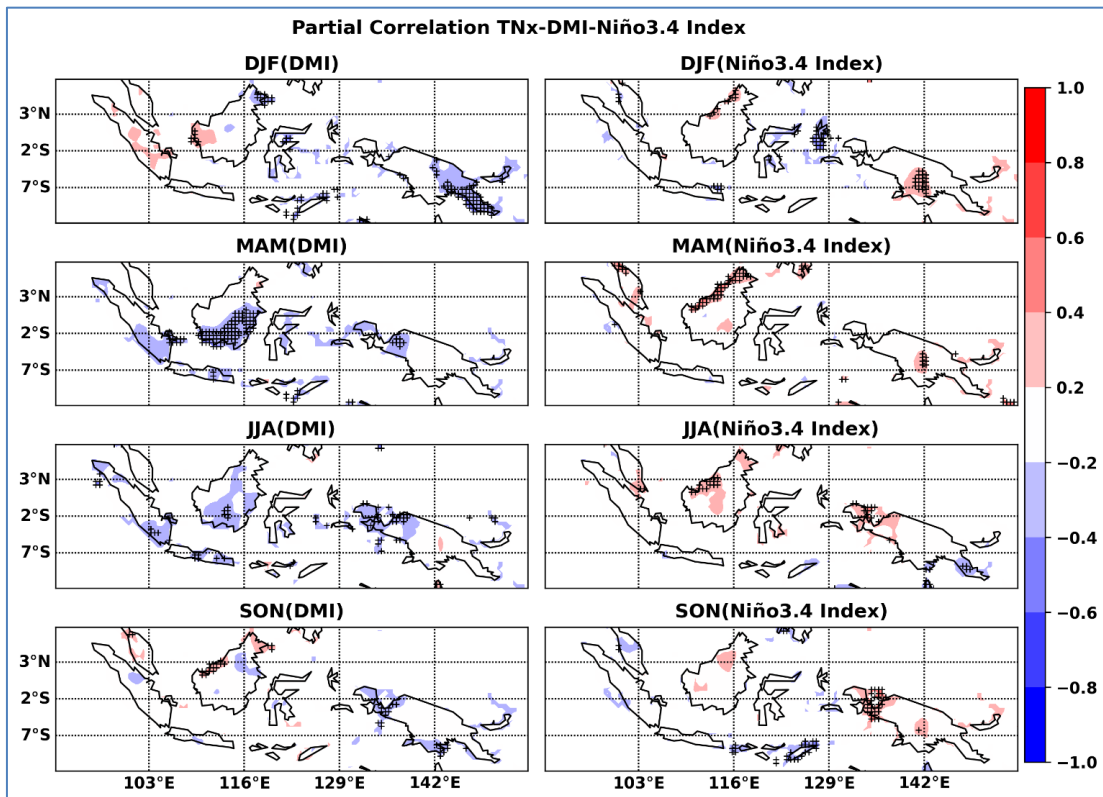 Partial Correlation TNx-DMI-Niño3.4 Index
DJF(DMI)
DJF(Niño3.4 Index)
3°N
2°S
7°S
MAM(DMI)
MAM(Niño3.4 Index)
3°N
2°S
7°S
JJA(DMI)
JJA(Niño3.4 Index)
3°N
2°S
7°S
SON(DMI)
SON(Niño3.4 Index)
3°N
2°S
7°S
103°E 116°E 129°E 142°E
103°E 116°E 129°E 142°E
1.0
0.8
0.6
0.4
0.2
−0.2
−0.4
−0.6
−0.8
−1.0